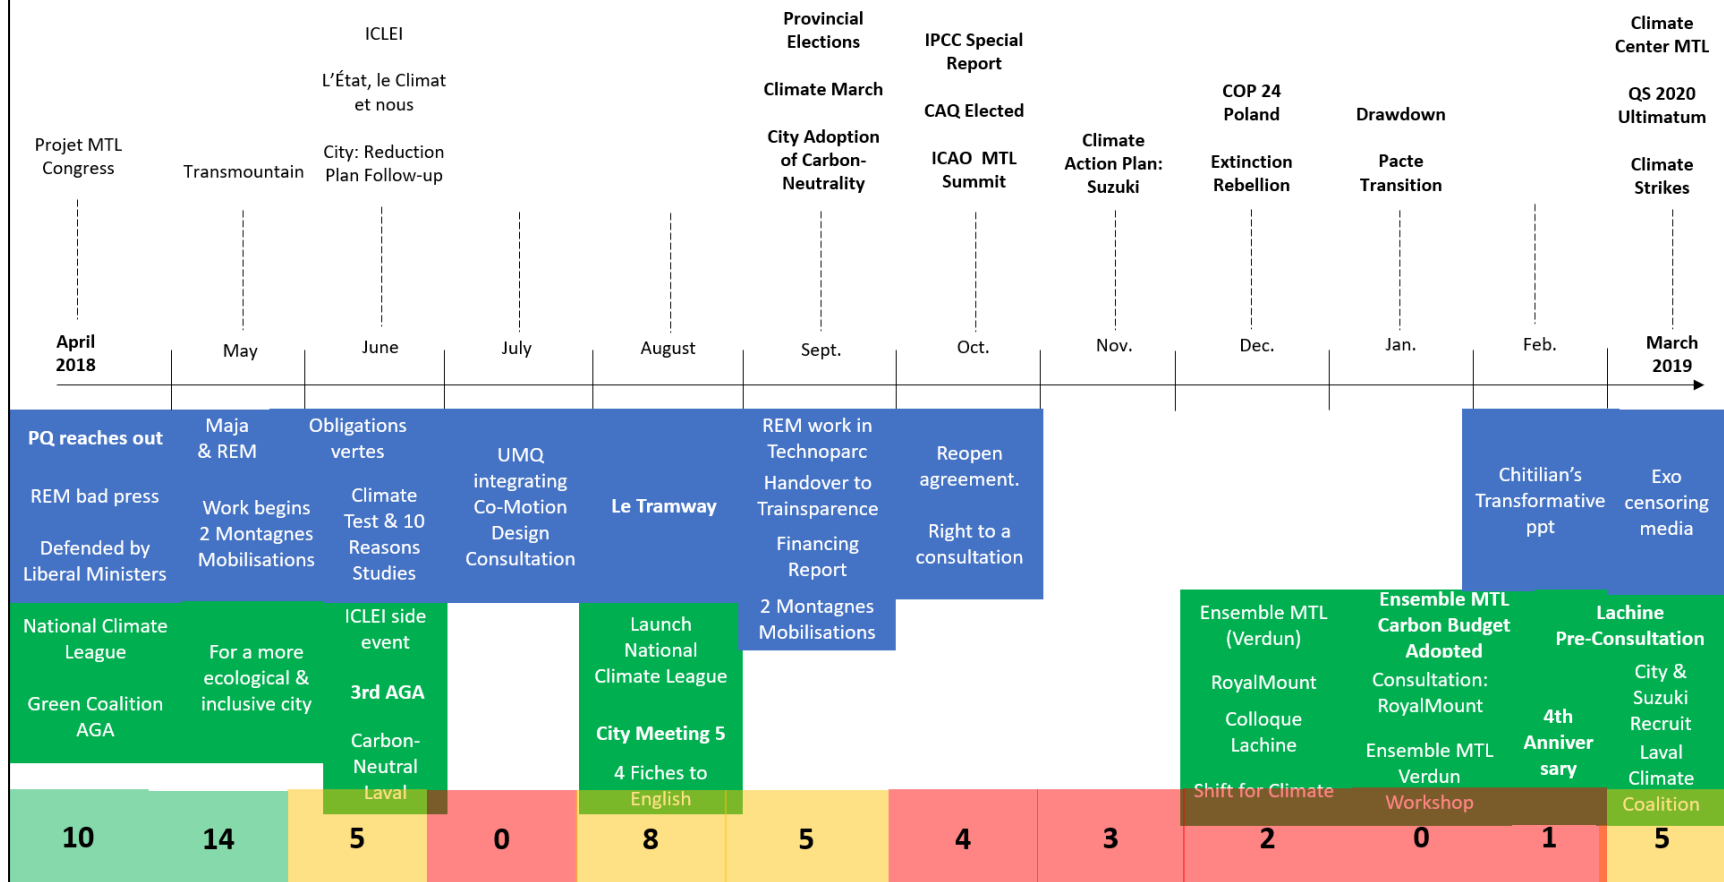 Projet MTL
Congress
Transmountain
ICLEI
L'État, le Climat
et nous
City: Reduction
Plan Follow-up
Provincial
Elections
Climate March
City Adoption
of Carbon-
Neutrality
IPCC Special
Report
CAQ Elected
ICAO MTL
Summit
Climate
Action Plan:
Suzuki
COP 24
Poland
Extinction
Rebellion
Drawdown
Pacte
Transition
Climate
Center MTL
QS 2020
Ultimatum
Climate
Strikes
April
2018
May
June
July
August
Sept.
Oct.
Nov.
Dec.
Jan.
Feb.
March
2019
PQ reaches out
REM bad press
Defended by
Liberal Ministers
Maja
& REM
Work begins
2 Montagnes
Mobilisations
Obligations
vertes
Climate
Test & 10
Reasons
Studies
UMQ
integrating
Co-Motion
Design
Consultation
Le Tramway
REM work in
Technoparc
Handover to
Trainsparence
Financing
Report
2 Montagnes
Mobilisations
Reopen
agreement.
Right to a
consultation
Chitilian's
Transformative
ppt
Exo
censoring
media
National Climate
League
Green Coalition
AGA
For a more
ecological &
inclusive city
ICLEI side
event
3rd AGA
Carbon-
Neutral
Laval
Launch
National
Climate League
City Meeting 5
4 Fiches to
English
Ensemble MTL
(Verdun)
RoyalMount
Colloque
Lachine
Shift for Climate
Ensemble MTL
Carbon Budget
Adopted
Consultation:
RoyalMount
Ensemble MTL
Verdun
Workshop
Lachine
Pre-Consultation
4th
Anniver
sary
City &
Suzuki
Recruit
Laval
Climate
Coalition
10
14
5
0
8
5
4
3
2
0
1
5